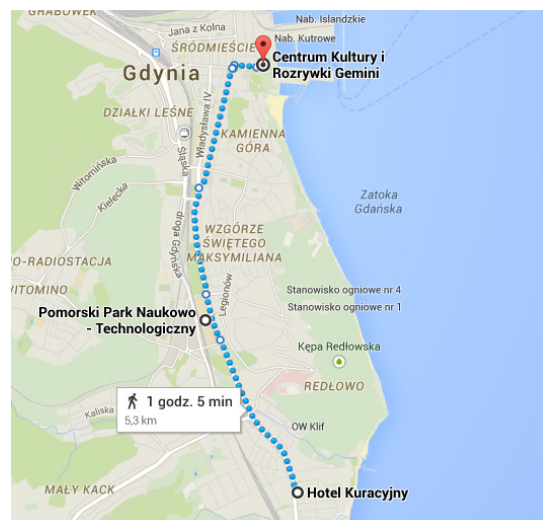 GRABÓWEK
Nab. Islandzkie
Jana z Kolna
Nab. Kutrowe
ŚRÓDMIEŚCIE
Centrum Kultury i
Rozrywki Gemini
Gdynia
DZIAŁKI LEŚNE
Władysława IV
KAMIENNA
GÓRA
Śląska
Witomińska
Kielecka
Zatoka
Gdańska
droga Gdyńska
WZGÓRZE
ŚWIĘTEGO
MAKSYMILIANA
O-RADIOSTACJA
WITOMINO
Legionów
Stanowisko ogniowe nr 4
Stanowisko ogniowe nr 1
Pomorski Park Naukowo
- Technologiczny
Kępa Redłowska
REDŁOWO
1 godz. 5 min
5,3 km
Kaliska
OW Klif
MAŁY KACK
Hotel Kuracyjny